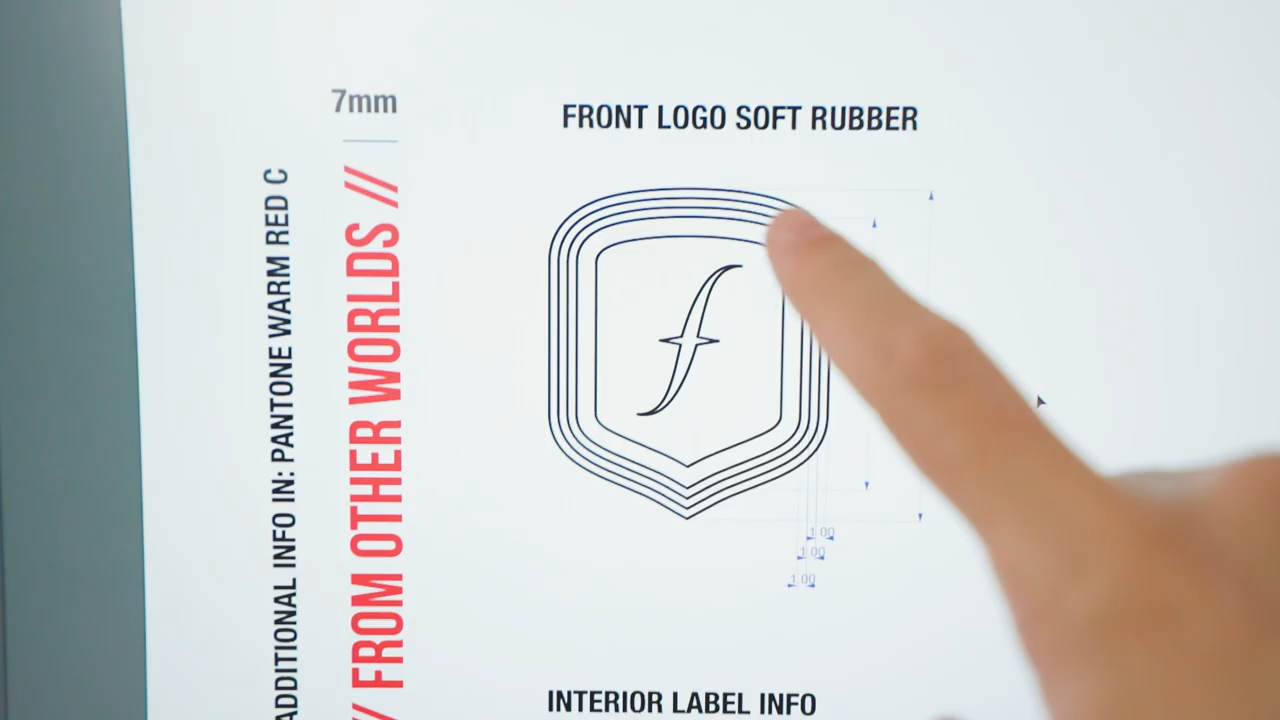 7mm
FRONT LOGO SOFT RUBBER
ADDITIONAL INFO IN: PANTONE WARM RED C
// FROM OTHER WORLDS //
f
1.00
1.00
1.00
INTERIOR LABEL INFO